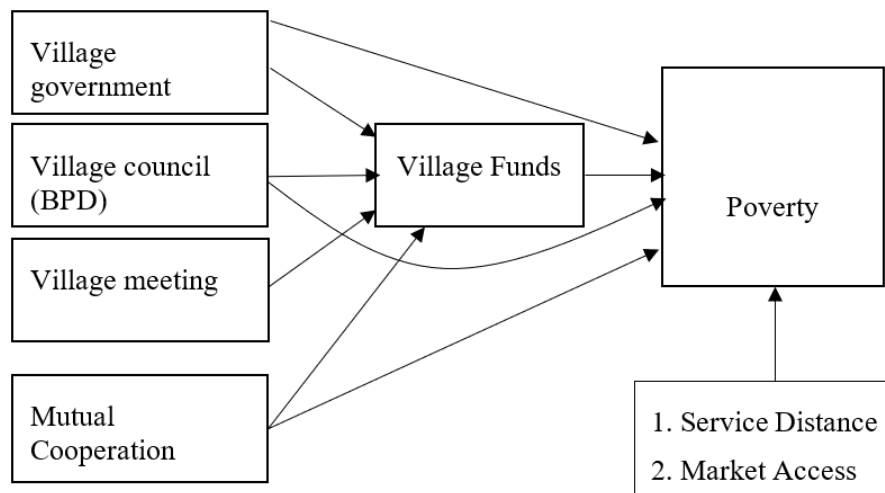 Village
government
Village council
(BPD)
Village Funds
Village meeting
Poverty
Mutual
Cooperation
1. Service Distance
2. Market Access